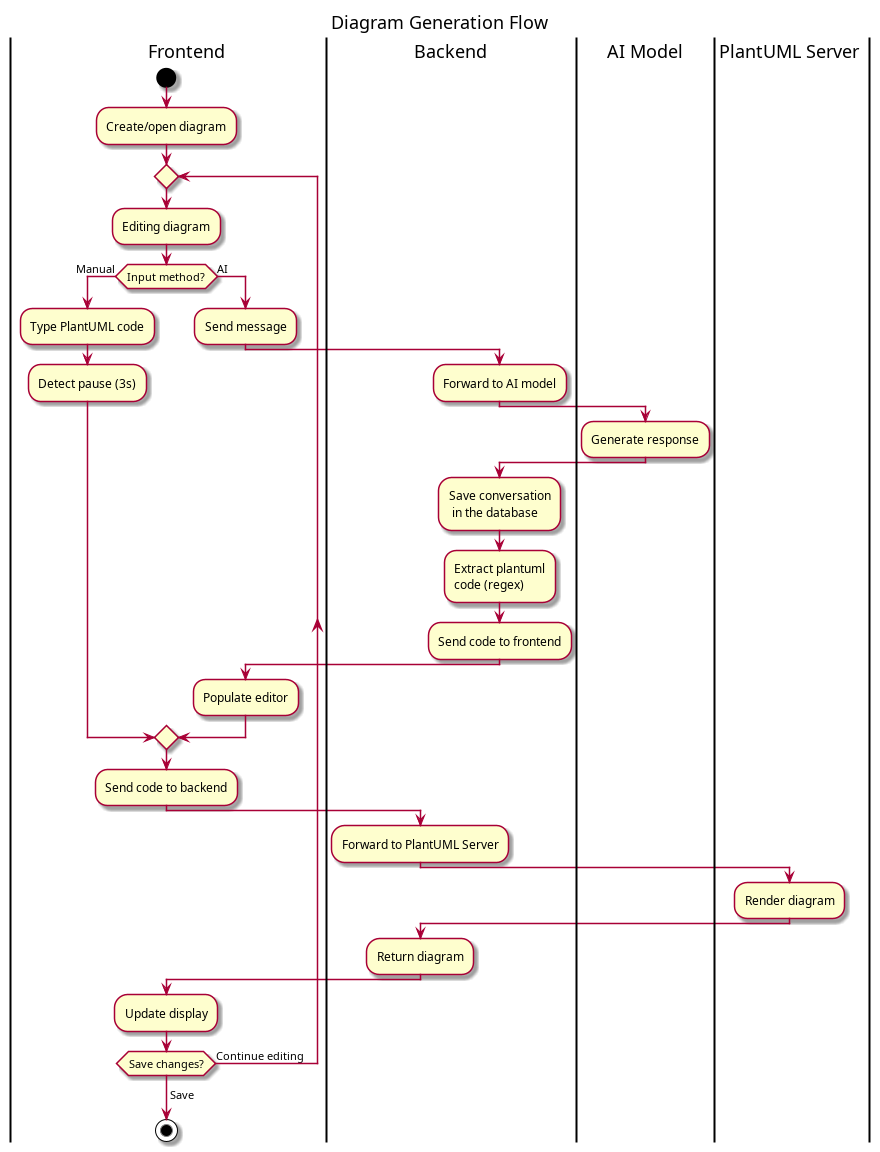 Diagram Generation Flow
Frontend
Backend
AI Model
PlantUML Server
Create/open diagram
Editing diagram
Input method?
Manual
AI
Type PlantUML code
Send message
Detect pause (3s)
Forward to AI model
Generate response
Save conversation
in the database
Extract plantuml
code (regex)
Send code to frontend
Populate editor
Send code to backend
Forward to PlantUML Server
Render diagram
Return diagram
Update display
Save changes?
Continue editing
Save